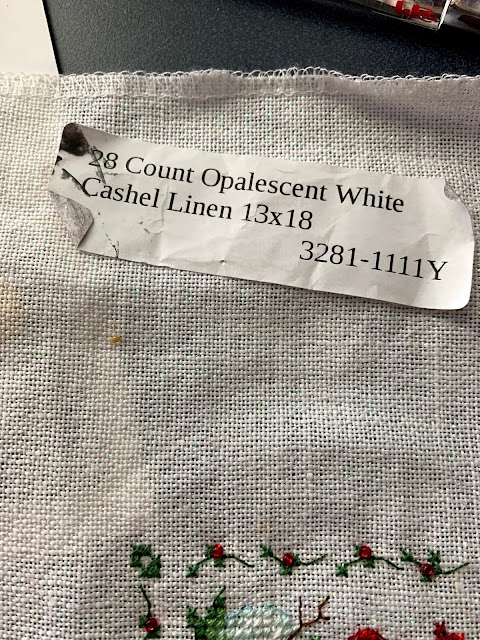 28 Count Opalescent White
Cashel Linen 13x18
3281-1111Y